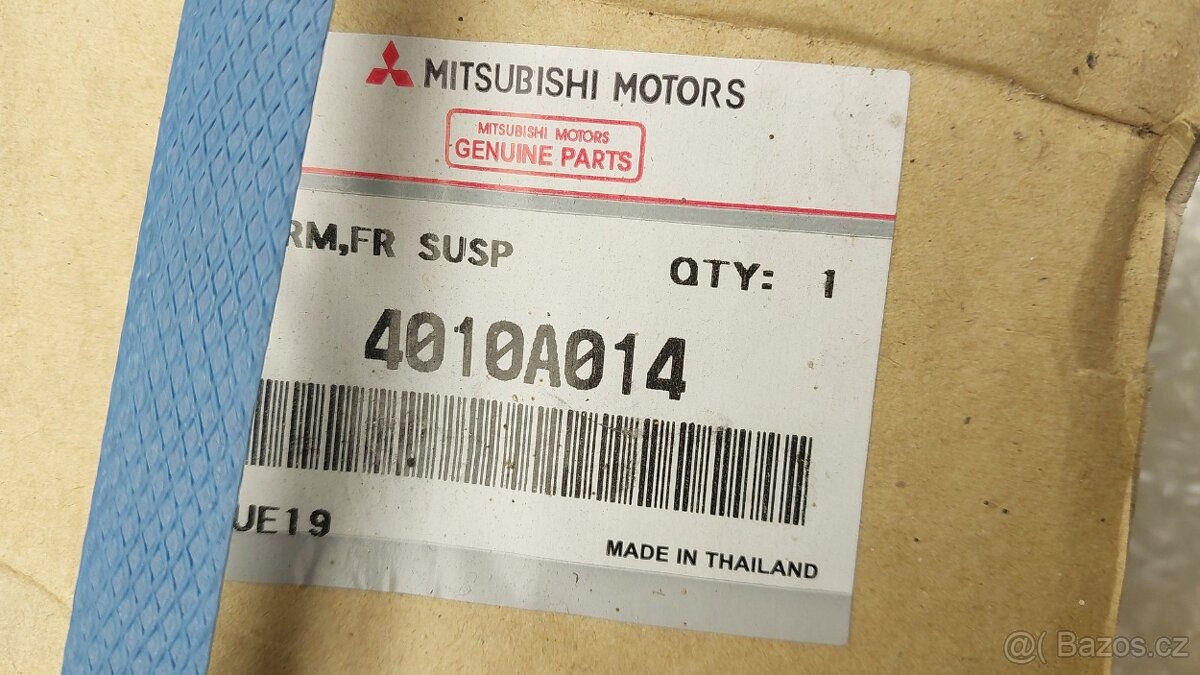 MITSUBISHI MOTORS
MITSUBISHI MOTORS
GENUINE PARTS
RM,FR SUSP
QTY: 1
4010A014
UE19
MADE IN THAILAND
@( Bazos.cz